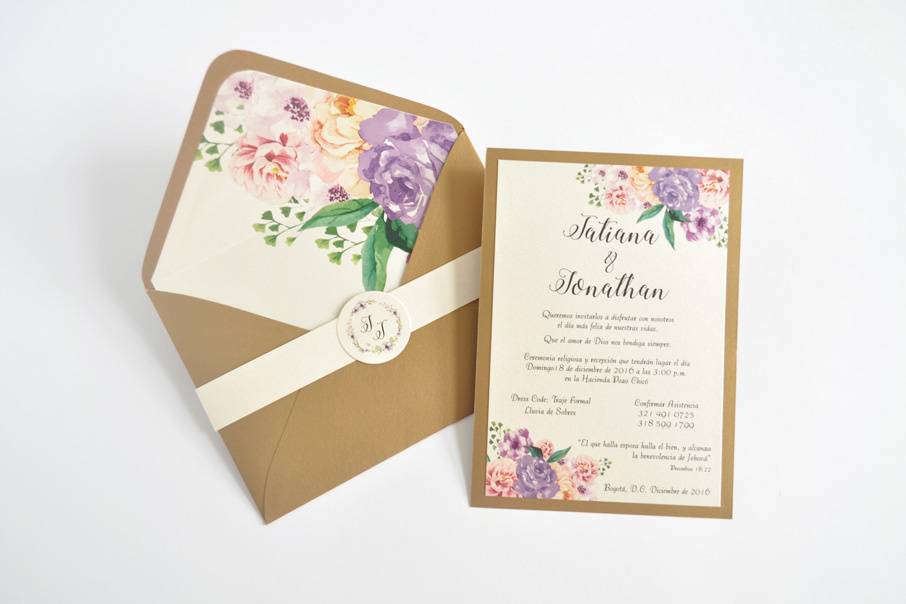 Tatiana
&
Jonathan
Queremos invitarlos a disfrutar con nosotros
el día más feliz de nuestras vidas.
Que el amor de Dios nos bendiga siempre.
Ceremonia religiosa y recepción que tendrán lugar el día
Domingo18 de diciembre de 2016 a las 3:00 p.m.
en la Hacienda Pozo Chicó
Dress Code: Traje Formal
Lluvia de Sobres
Confirmar Asistencia
321 491 0725
318 599 1799
"El que halla esposa halla el bien, y alcanza
la benevolencia de Jehová"
Proverbios 18:22
Bogotá, D.C. Diciembre de 2016
T J